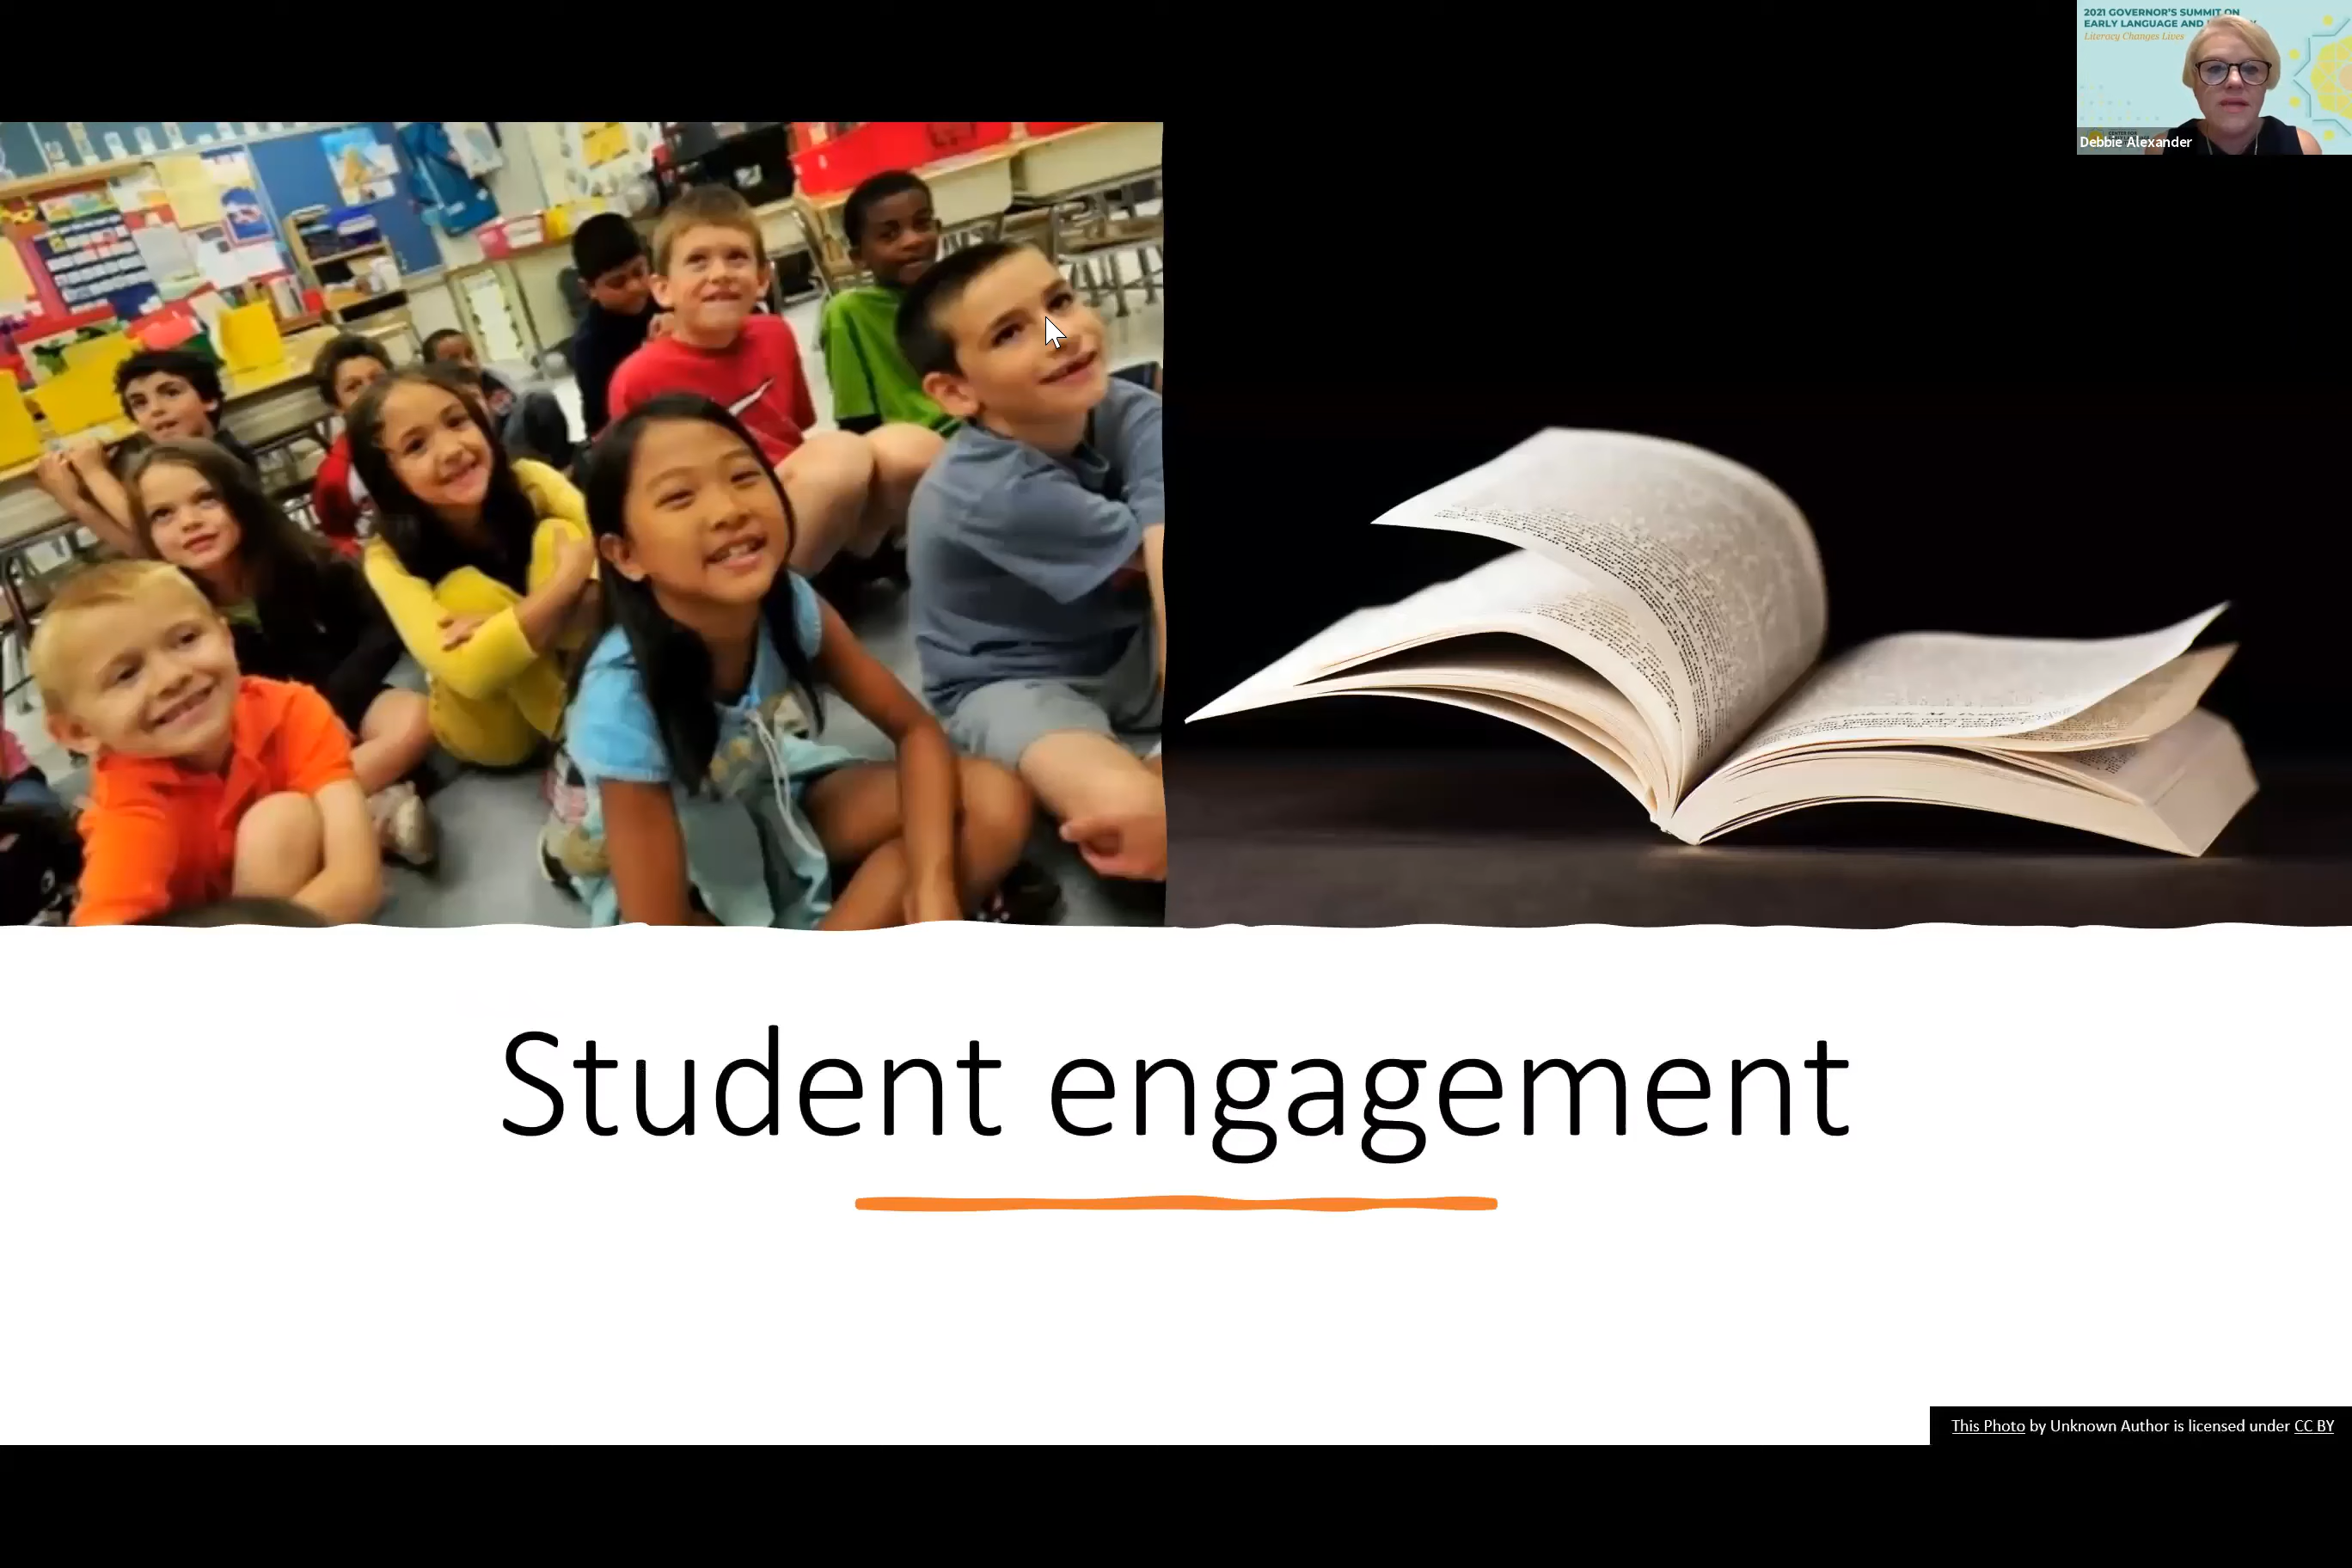 2021 GOVERNOR'S SUMMIT ON
EARLY LANGUAGE AND
Literacy Changes Lives
Debbie Alexander
Student engagement
This Photo by Unknown Author is licensed under CC BY